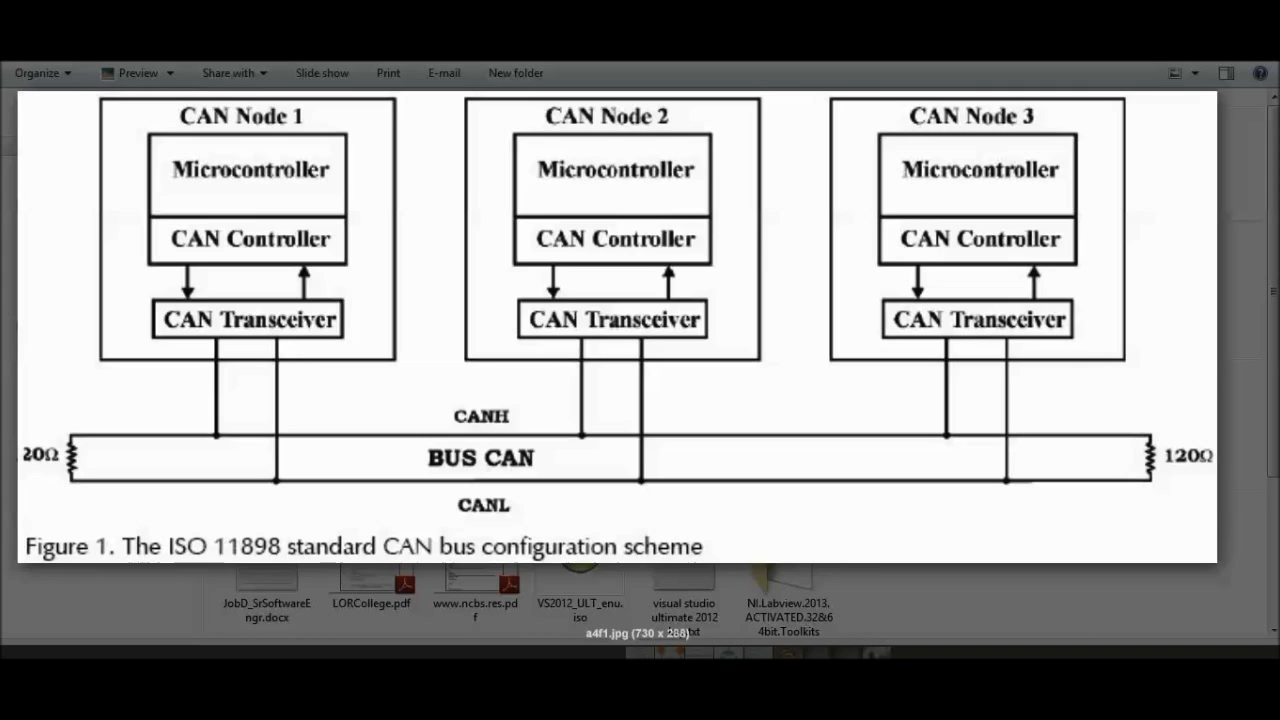 Organize Preview Share with Slide show Print E-mail New folder
CAN Node 1 CAN Node 2 CAN Node 3
Microcontroller Microcontroller Microcontroller
CAN Controller CAN Controller CAN Controller
CAN Transceiver CAN Transceiver CAN Transceiver
CANH
20Ω BUS CAN 120Ω
CANL
Figure 1. The ISO 11898 standard CAN bus configuration scheme
JobD_SrSoftwareE LORCollege.pdf www.ncbs.res.pd VS2012_ULT_enu. visual studio NI.Labview.2013.
ngr.docx f iso ultimate 2012 ACTIVATED.32&6
4bit.Toolkits
a4f1.jpg (730 x 288)